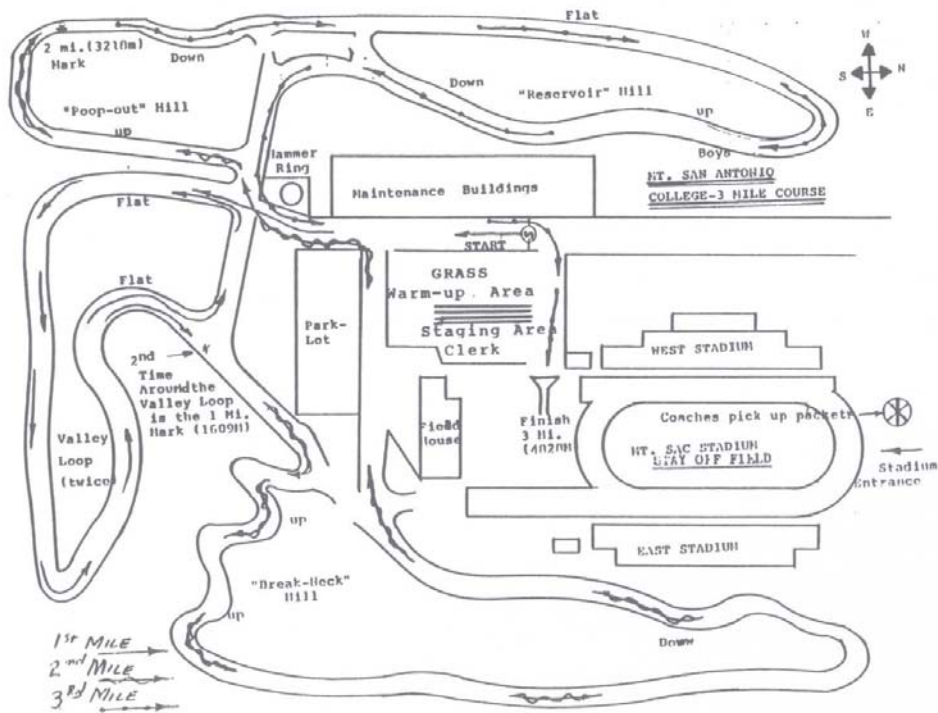 Flat
2 mi.(3218m)
Mark
Down
"Poop-out" Hill
up
Down
"Reservoir" Hill
up
Boys
W
S N
E
Hammer
Ring
Maintenance Buildings
MT. SAN ANTONIO
COLLEGE-3 MILE COURSE
Flat
START
GRASS
Warm-up Area
Staging Area
Clerk
Flat
Park-
Lot
WEST STADIUM
2nd
Time
Around the
Valley Loop
is the 1 Mi.
Mark (1609M)
Valley
Loop
(twice)
Field
House
Finish
3 Mi.
(4828M
Coaches pick up packets
MT. SAC STADIUM
STAY OFF FIELD
Stadium
Entrance
up
EAST STADIUM
"Break-Neck"
Hill
up
Down
1st MILE
2nd MILE
3rd MILE